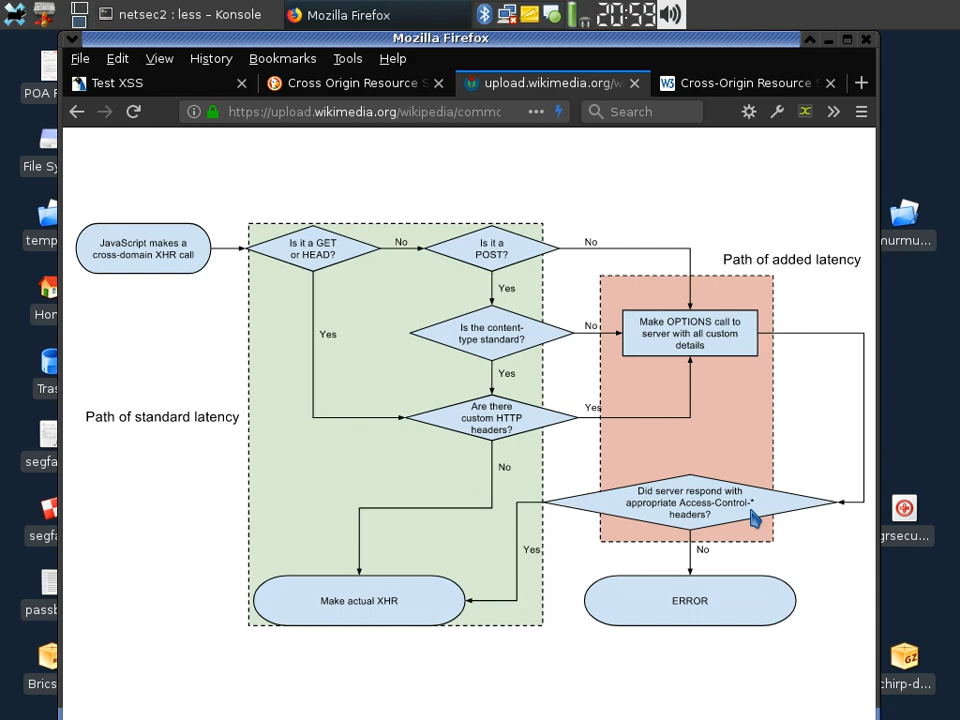 netsec2 : less – Konsole
Mozilla Firefox
20:59
Mozilla Firefox
File Edit View History Bookmarks Tools Help
Test XSS
Cross Origin Resource S
upload.wikimedia.org/w
Cross-Origin Resource S
https://upload.wikimedia.org/wikipedia/commo
Search
POA F
File Sy
temp
Hon
Tras
segfa
segfa
passb
Brics
murmu...
grsecu...
chirp-d...
JavaScript makes a
cross-domain XHR call
Is it a GET
or HEAD?
No
Is it a
POST?
No
Path of added latency
Yes
Yes
Is the content-
type standard?
No
Make OPTIONS call to
server with all custom
details
Yes
Path of standard latency
Are there
custom HTTP
headers?
Yes
No
Did server respond with
appropriate Access-Control-*
headers?
Yes
No
Make actual XHR
ERROR